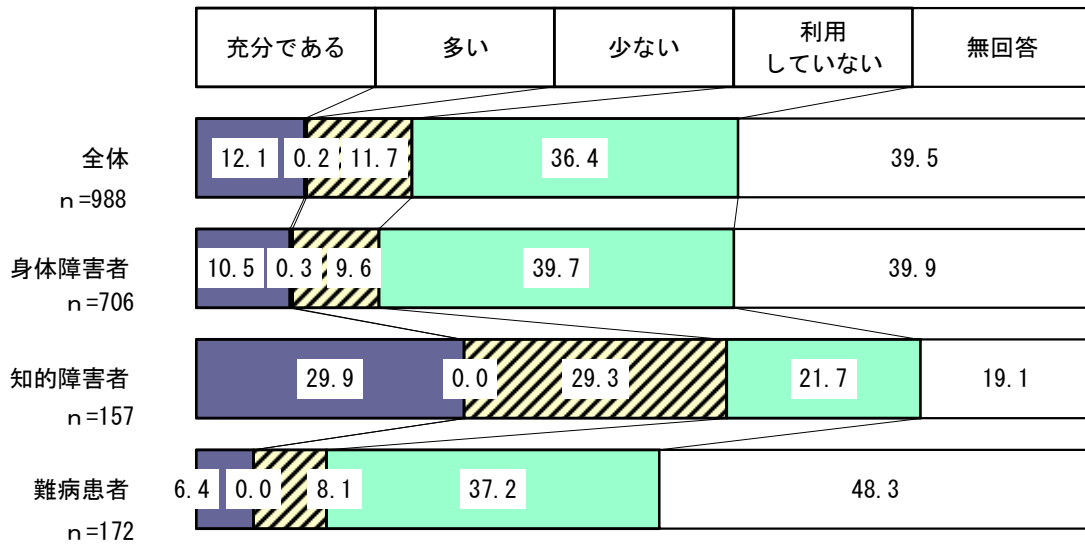 充分である 多い 少ない 利用していない 無回答
全体 12.1 0.2 11.7 36.4 39.5
n=988
身体障害者 10.5 0.3 9.6 39.7 39.9
n=706
知的障害者 29.9 0.0 29.3 21.7 19.1
n=157
難病患者 6.4 0.0 8.1 37.2 48.3
n=172